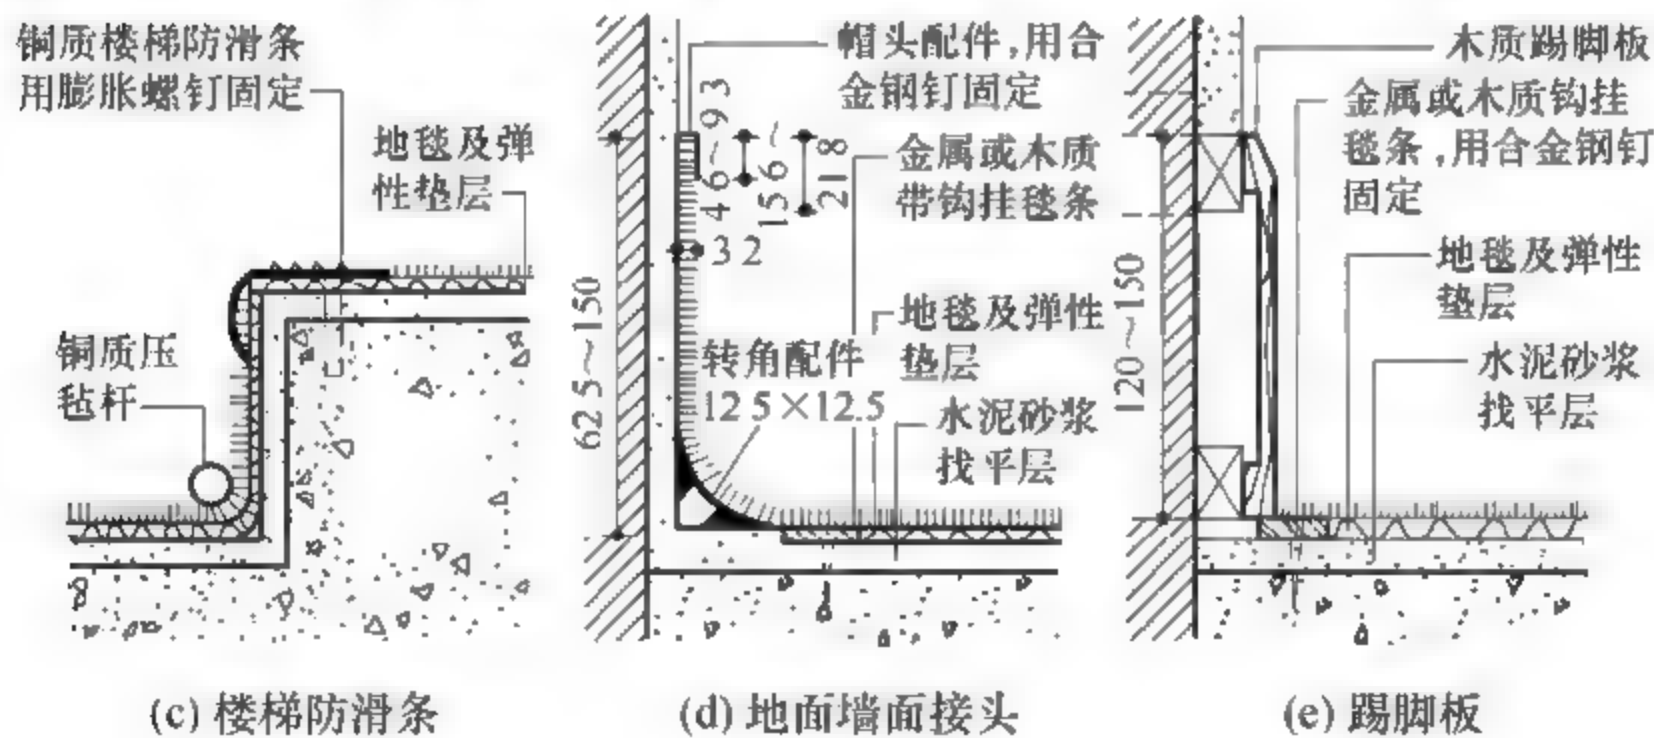 铜质楼梯防滑条
用膨胀螺钉固定
地毯及弹
性垫层
铜质压
毡杆
(c) 楼梯防滑条
帽头配件,用合
金钢钉固定
4 6～9 3
15 6～
21 8
3 2
金属或木质
带钩挂毯条
62 5～150
转角配件
12 5×12.5
地毯及弹性
垫层
水泥砂浆
找平层
(d) 地面墙面接头
木质踢脚板
金属或木质钩挂
毯条,用合金钢钉
固定
120～150
地毯及弹性
垫层
水泥砂浆
找平层
(e) 踢脚板